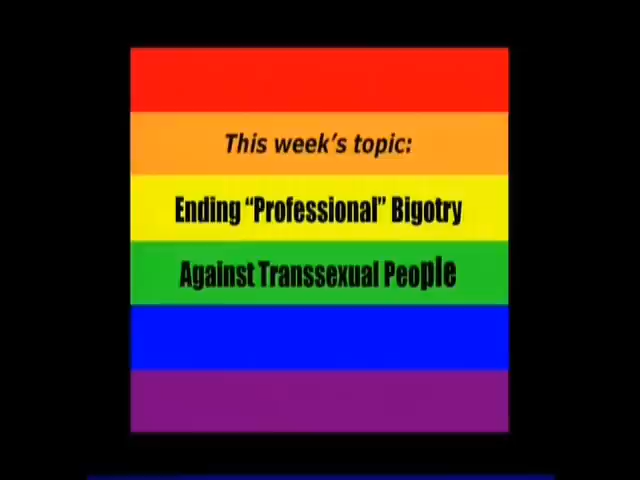 This week’s topic:
Ending “Professional” Bigotry
Against Transsexual People